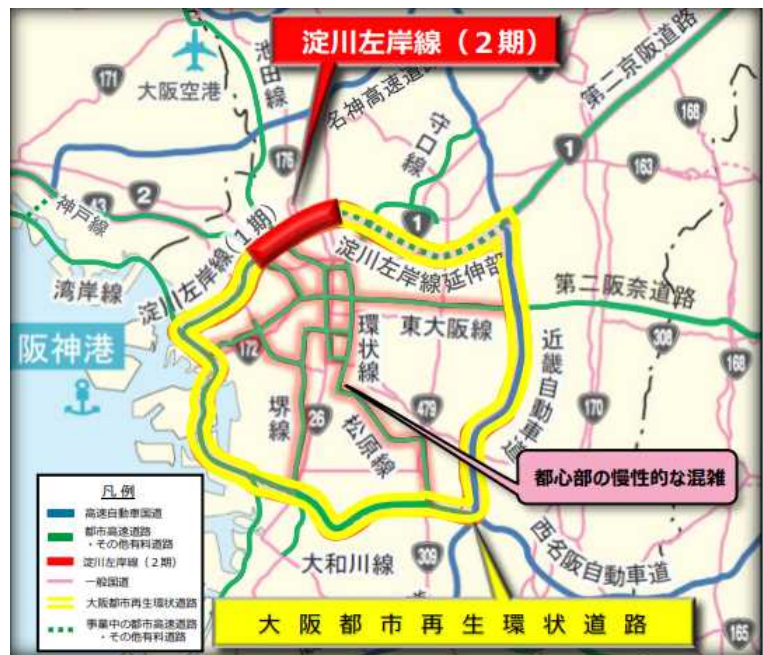 淀川左岸線（２期）
171
大阪空港
池田線
名神高速道路
第二京阪道路
守口線
168
176
1
163
2
43
神戸線
1
淀川左岸線(１期)
淀川左岸線延伸部
湾岸線
第二阪奈道路
東大阪線
環状線
阪神港
172
近畿自動車道
308
168
堺線
26
479
170
松原線
都心部の慢性的な混雑
凡 例
高速自動車国道
都市高速道路
・その他有料道路
淀川左岸線（２期）
一般国道
大阪都市再生環状道路
事業中の都市高速道路
・その他有料道路
大和川線
309
西名阪自動車道
大阪都市再生環状道路
165